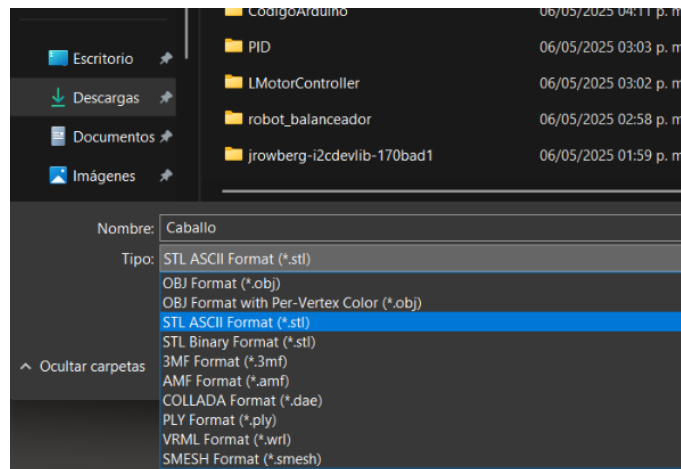 CodigoArduino 06/05/2025 04:11 p. m
Escritorio
PID 06/05/2025 03:03 p. m
Descargas
LMotorController 06/05/2025 03:02 p. m
Documentos
robot_balanceador 06/05/2025 02:58 p. m
Imágenes
jrowberg-i2cdevlib-170bad1 06/05/2025 01:59 p. m
Nombre: Caballo
Tipo: STL ASCII Format (*.stl)
OBJ Format (*.obj)
OBJ Format with Per-Vertex Color (*.obj)
STL ASCII Format (*.stl)
STL Binary Format (*.stl)
Ocultar carpetas
3MF Format (*.3mf)
AMF Format (*.amf)
COLLADA Format (*.dae)
PLY Format (*.ply)
VRML Format (*.wrl)
SMESH Format (*.smesh)